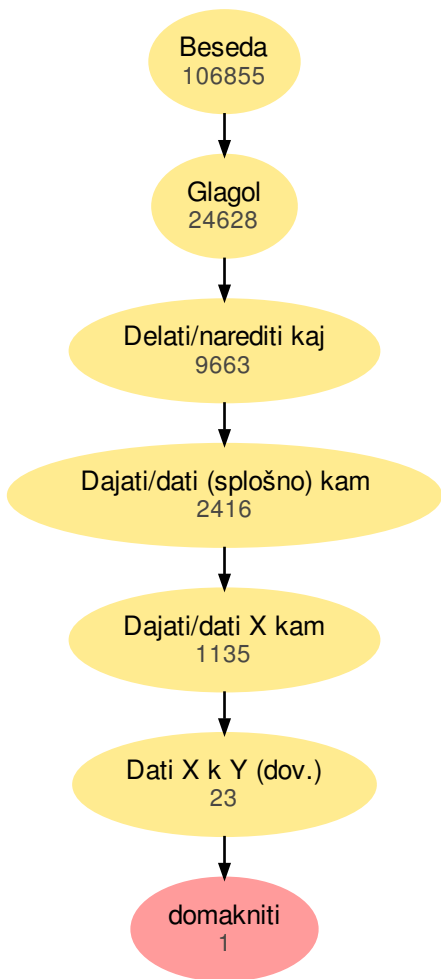 Beseda
106855
Glagol
24628
Delati/narediti kaj
9663
Dajati/dati (splošno) kam
2416
Dajati/dati X kam
1135
Dati X k Y (dov.)
23
domakniti
1